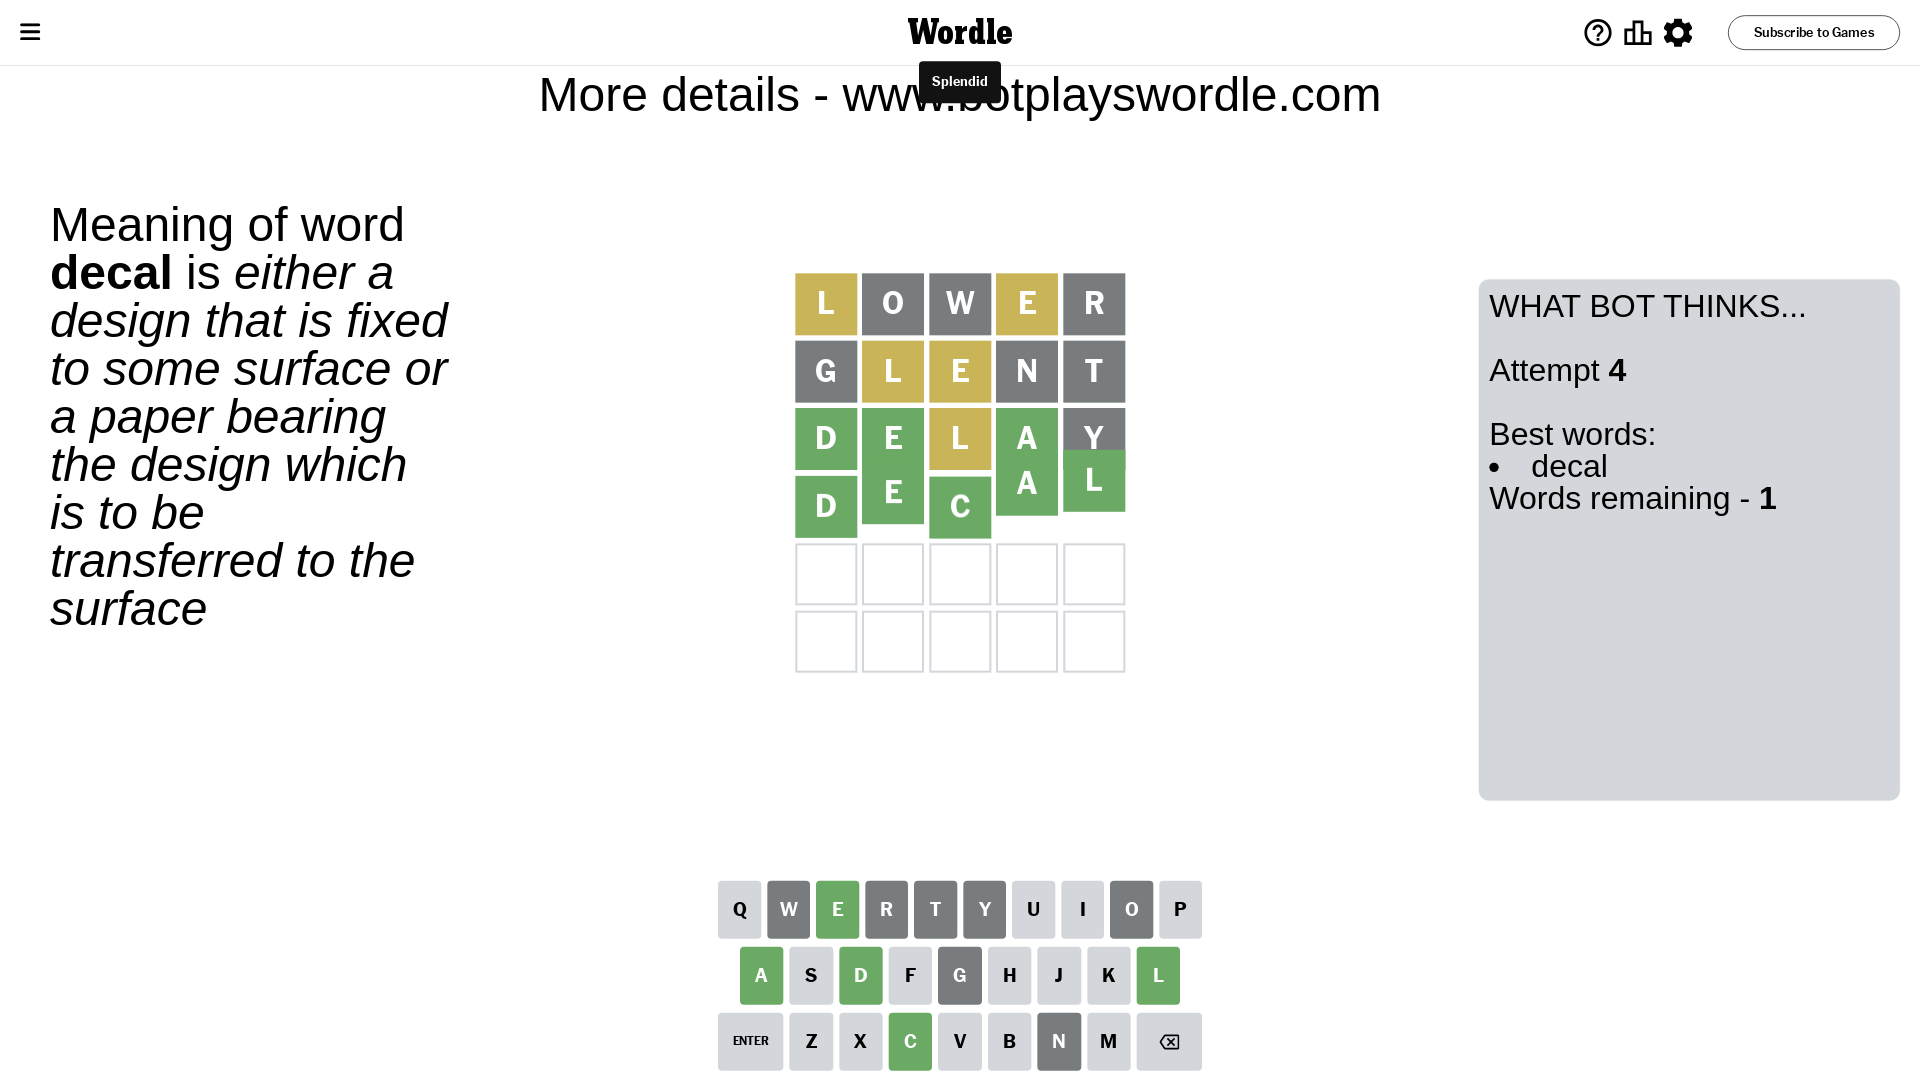 Wordle
Subscribe to Games
Splendid
More details - www.botplayswordle.com
Meaning of word
decal is either a
design that is fixed
to some surface or
a paper bearing
the design which
is to be
transferred to the
surface
L O W E R
G L E N T
D E L A Y
D E C A L
WHAT BOT THINKS...
Attempt 4
Best words:
• decal
Words remaining - 1
Q W E R T Y U I O P
A S D F G H J K L
ENTER Z X C V B N M